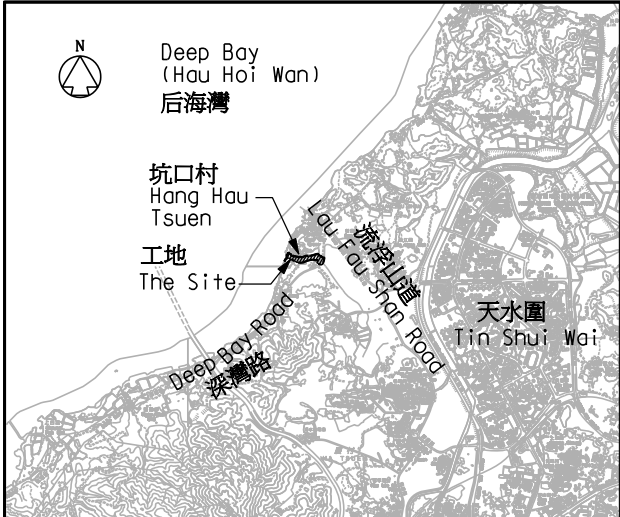 N
Deep Bay
(Hau Hoi Wan)
后海灣
坑口村
Hang Hau
Tsuen
工地
The Site
Lau Fau Shan Road
流浮山道
天水圍
Tin Shui Wai
Deep Bay Road
深灣路